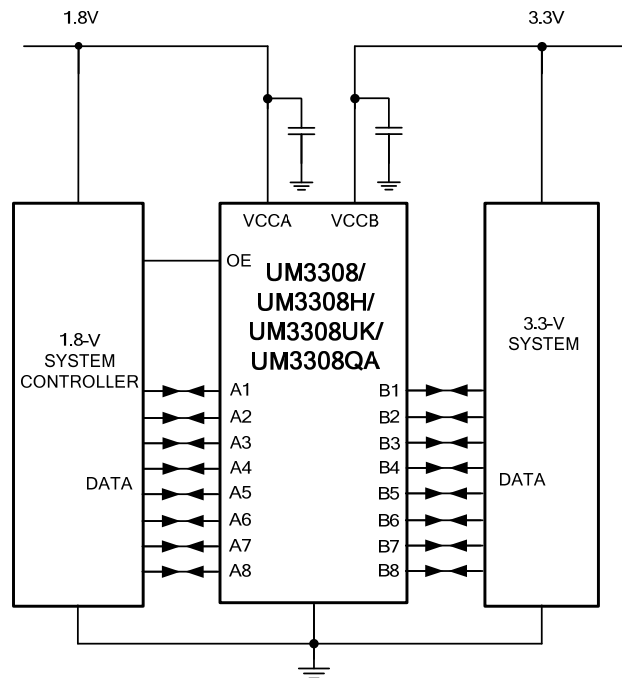 1.8V
3.3V
VCCA
VCCB
OE
UM3308/
UM3308H/
UM3308UK/
UM3308QA
1.8-V
SYSTEM
CONTROLLER
3.3-V
SYSTEM
A1
B1
A2
B2
A3
B3
A4
B4
DATA
A5
B5
DATA
A6
B6
A7
B7
A8
B8